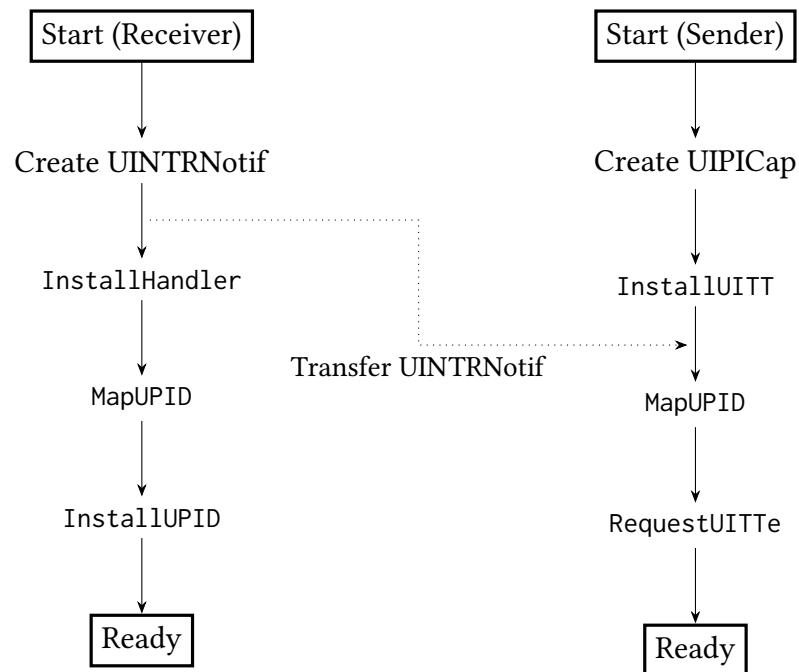 Start (Receiver)
Create UINTRNotif
InstallHandler
MapUPID
InstallUPID
Ready
Transfer UINTRNotif
Start (Sender)
Create UIPICap
InstallUITT
MapUPID
RequestUITTe
Ready